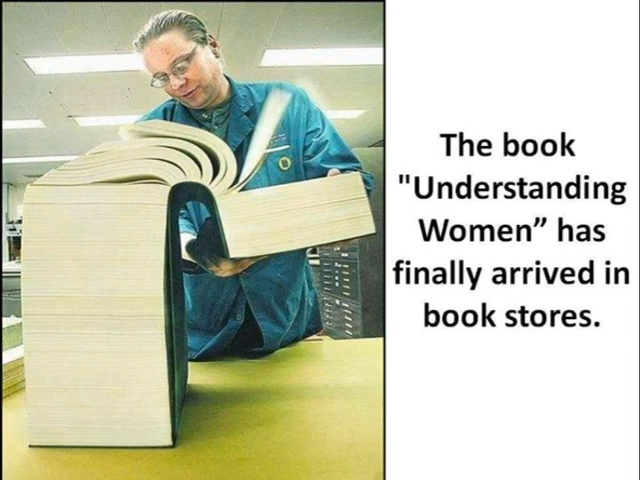 The book
"Understanding
Women” has
finally arrived in
book stores.